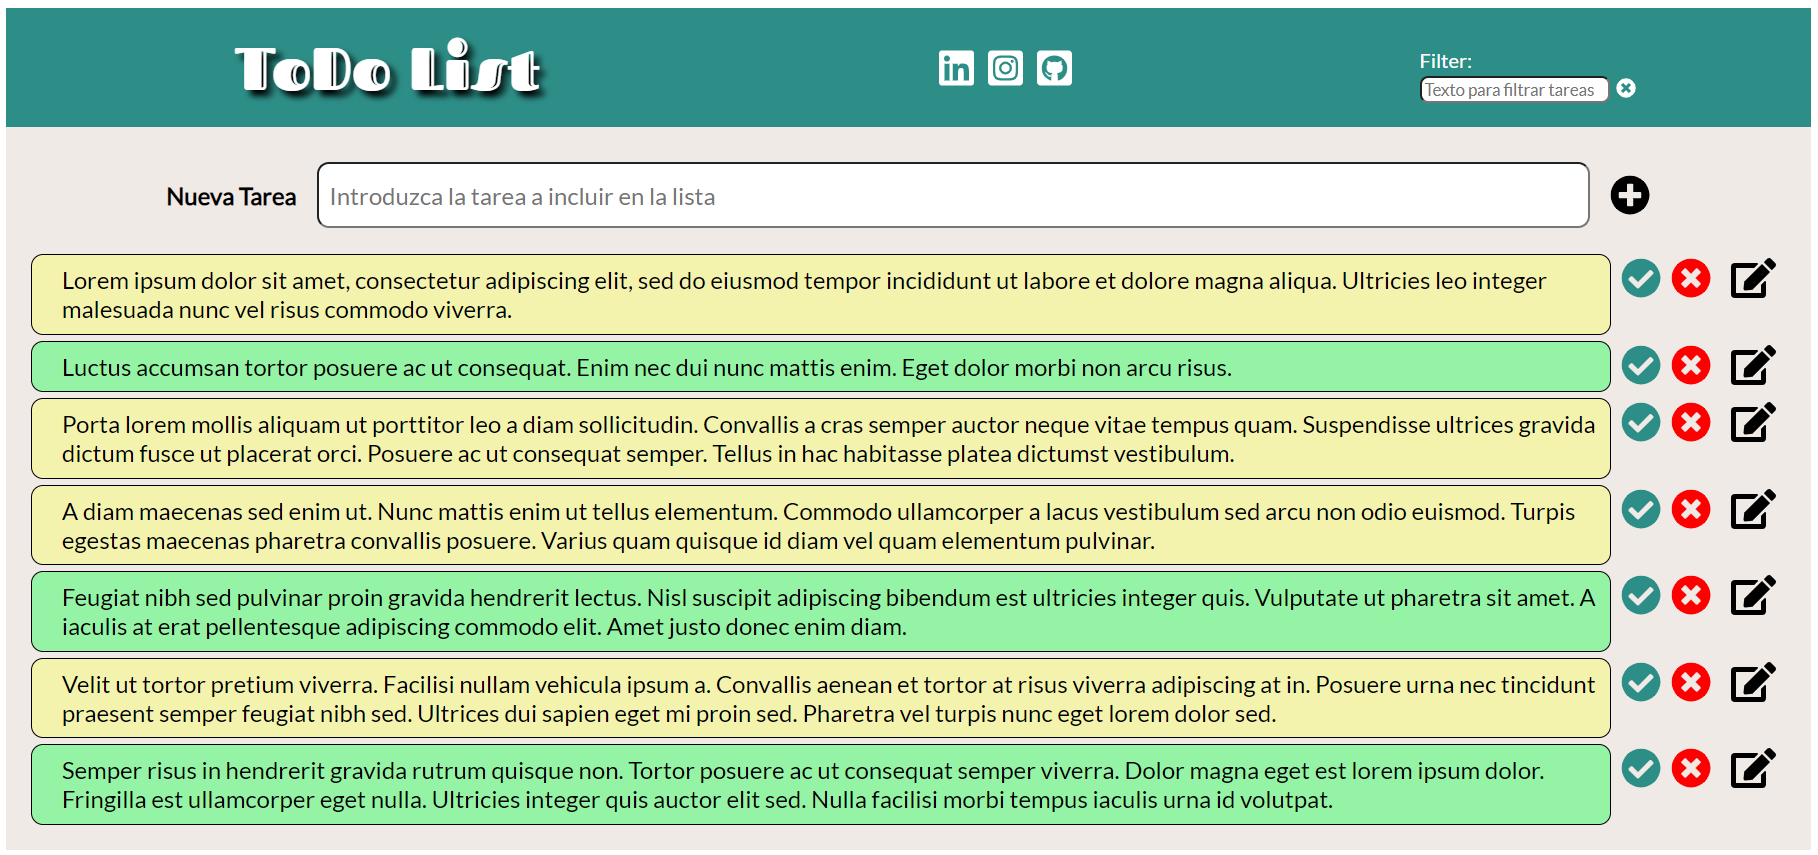 ToDo List
Filter:
Texto para filtrar tareas
Nueva Tarea
Introduzca la tarea a incluir en la lista
Lorem ipsum dolor sit amet, consectetur adipiscing elit, sed do eiusmod tempor incididunt ut labore et dolore magna aliqua. Ultricies leo integer
malesuada nunc vel risus commodo viverra.
Luctus accumsan tortor posuere ac ut consequat. Enim nec dui nunc mattis enim. Eget dolor morbi non arcu risus.
Porta lorem mollis aliquam ut porttitor leo a diam sollicitudin. Convallis a cras semper auctor neque vitae tempus quam. Suspendisse ultrices gravida
dictum fusce ut placerat orci. Posuere ac ut consequat semper. Tellus in hac habitasse platea dictumst vestibulum.
A diam maecenas sed enim ut. Nunc mattis enim ut tellus elementum. Commodo ullamcorper a lacus vestibulum sed arcu non odio euismod. Turpis
egestas maecenas pharetra convallis posuere. Varius quam quisque id diam vel quam elementum pulvinar.
Feugiat nibh sed pulvinar proin gravida hendrerit lectus. Nisl suscipit adipiscing bibendum est ultricies integer quis. Vulputate ut pharetra sit amet. A
iaculis at erat pellentesque adipiscing commodo elit. Amet justo donec enim diam.
Velit ut tortor pretium viverra. Facilisi nullam vehicula ipsum a. Convallis aenean et tortor at risus viverra adipiscing at in. Posuere urna nec tincidunt
praesent semper feugiat nibh sed. Ultrices dui sapien eget mi proin sed. Pharetra vel turpis nunc eget lorem dolor sed.
Semper risus in hendrerit gravida rutrum quisque non. Tortor posuere ac ut consequat semper viverra. Dolor magna eget est lorem ipsum dolor.
Fringilla est ullamcorper eget nulla. Ultricies integer quis auctor elit sed. Nulla facilisi morbi tempus iaculis urna id volutpat.